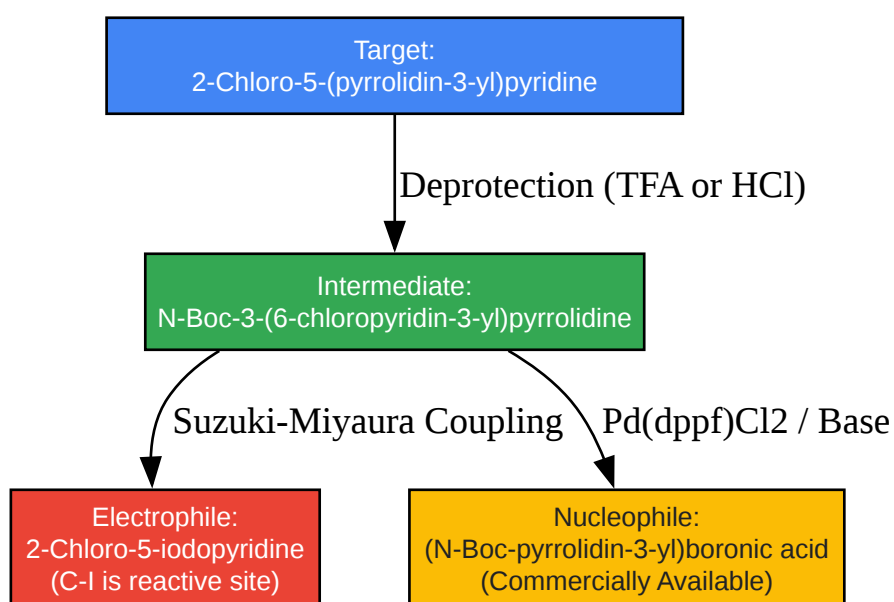 Target:
2-Chloro-5-(pyrrolidin-3-yl)pyridine
Deprotection (TFA or HCl)
Intermediate:
N-Boc-3-(6-chloropyridin-3-yl)pyrrolidine
Suzuki-Miyaura Coupling
Pd(dppf)Cl2 / Base
Electrophile:
2-Chloro-5-iodopyridine
(C-I is reactive site)
Nucleophile:
(N-Boc-pyrrolidin-3-yl)boronic acid
(Commercially Available)